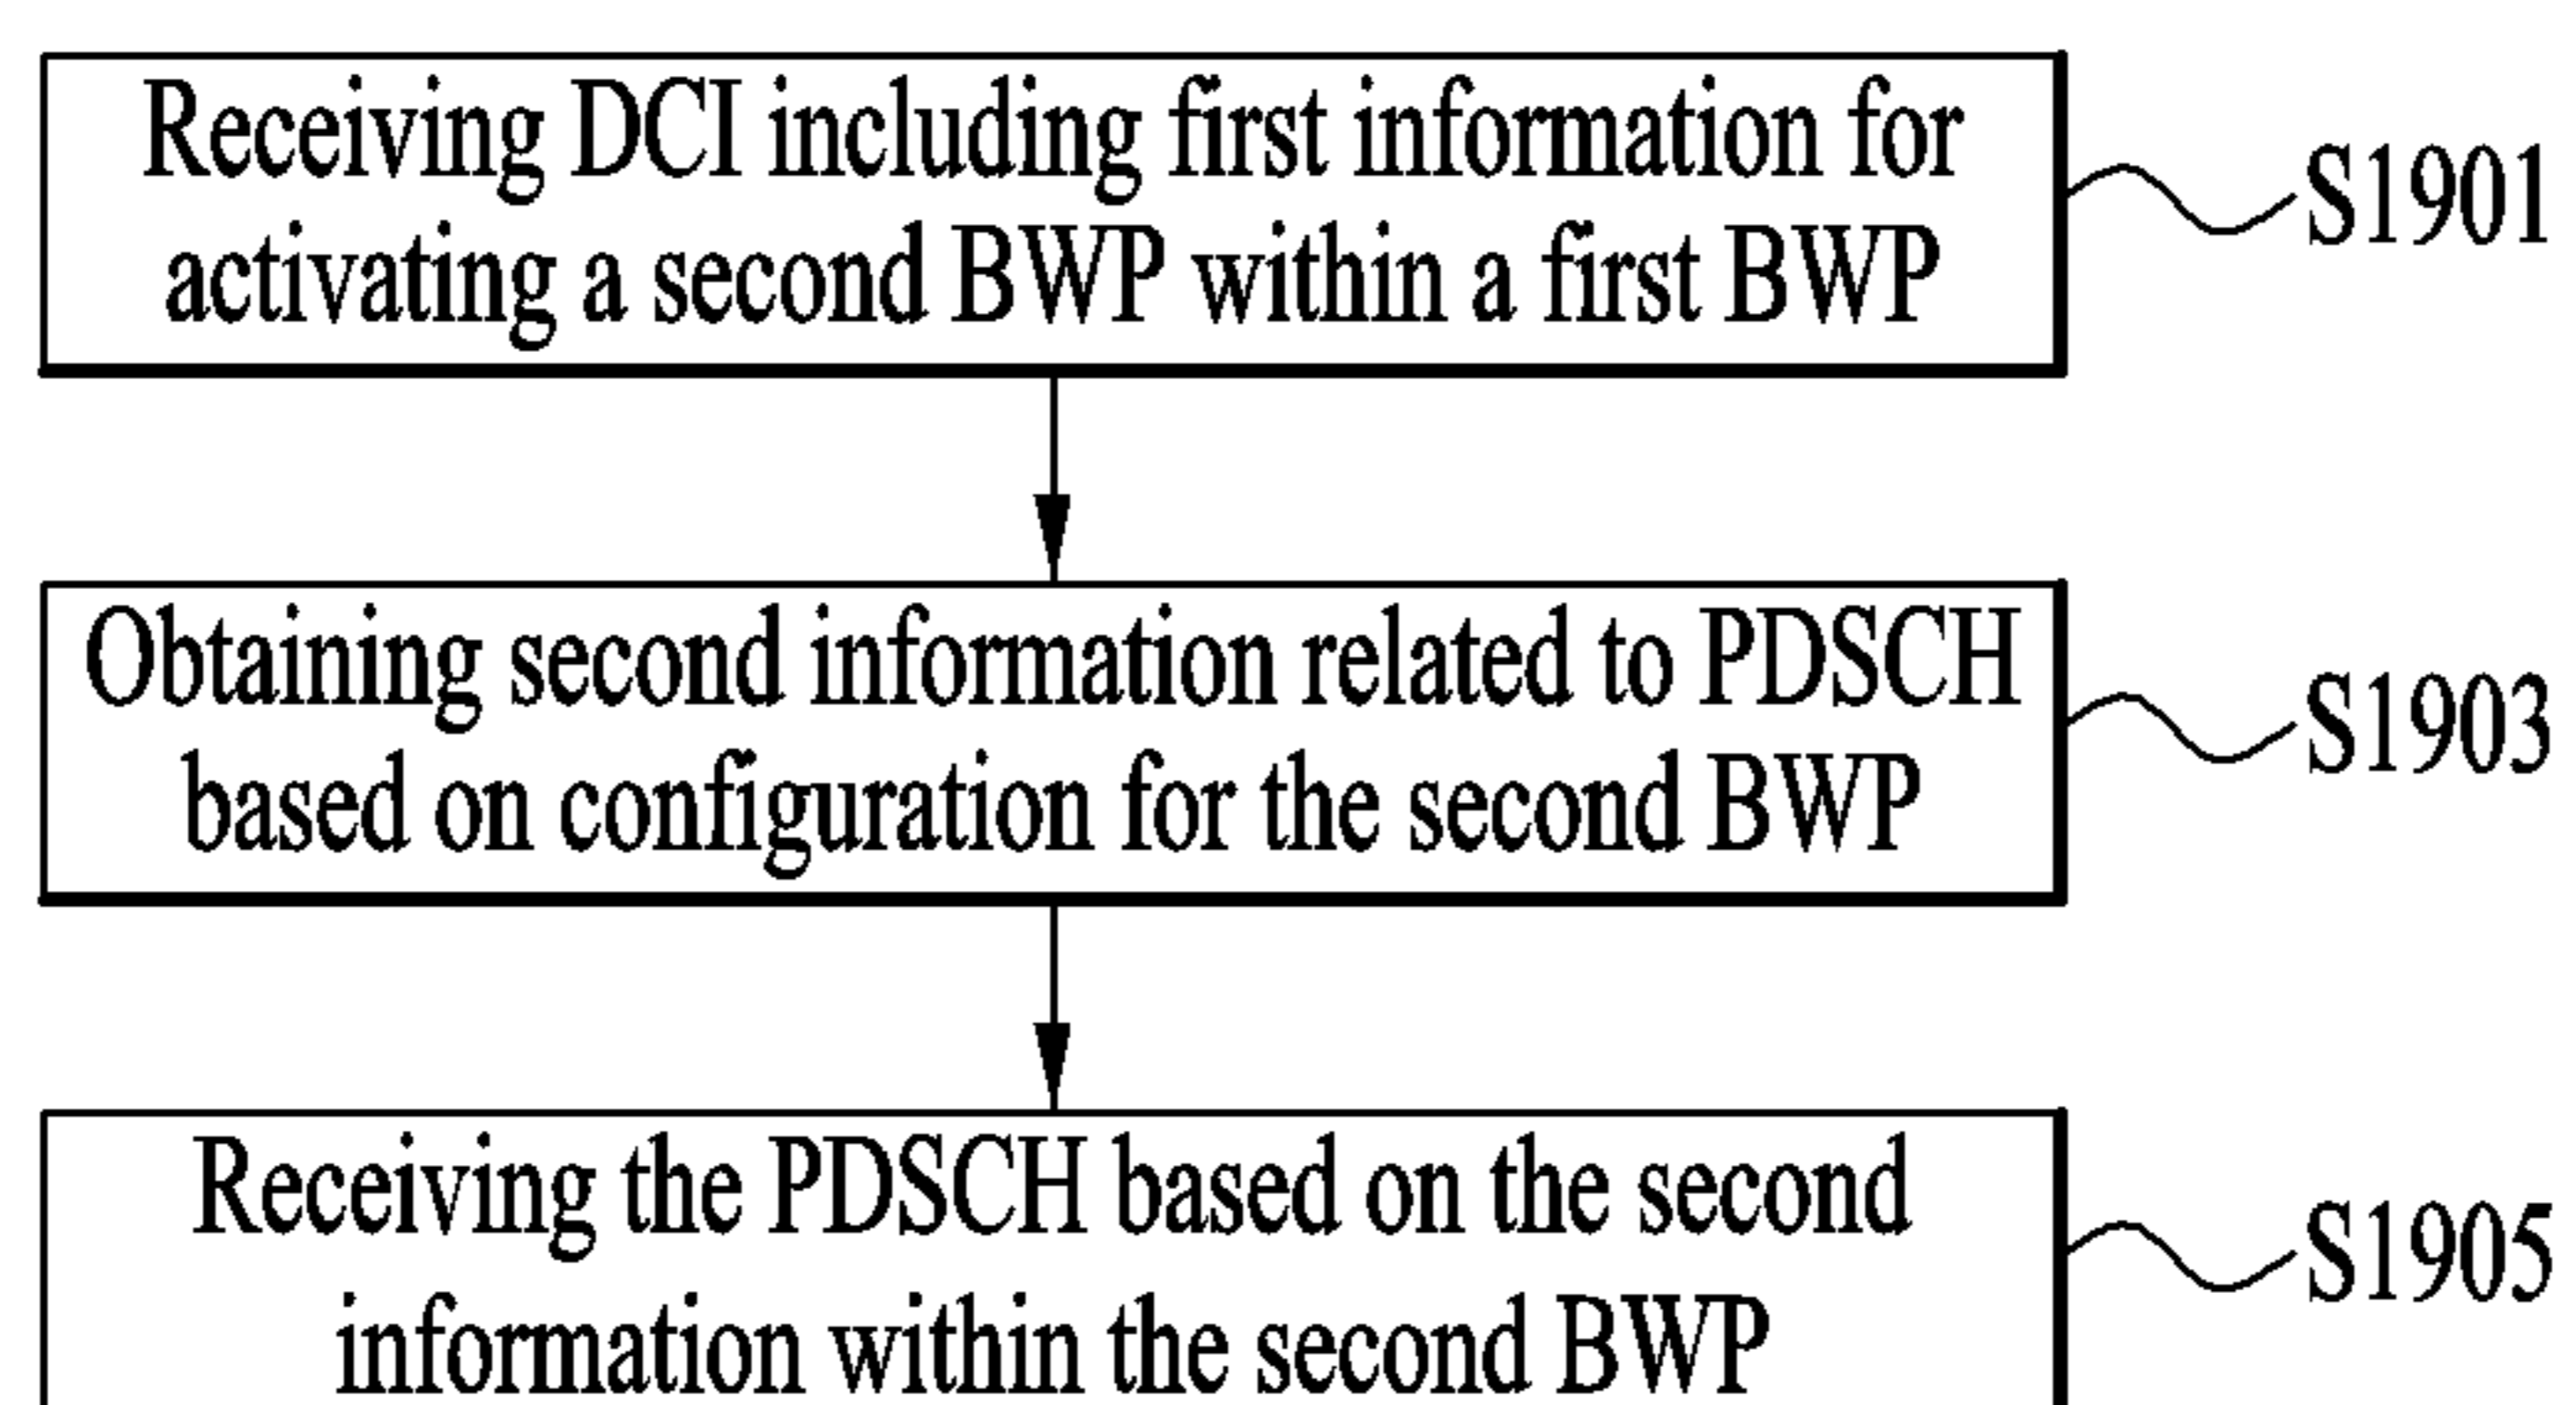 Receiving DCI including first information for
activating a second BWP within a first BWP
S1901
Obtaining second information related to PDSCH
based on configuration for the second BWP
S1903
Receiving the PDSCH based on the second
information within the second BWP
S1905